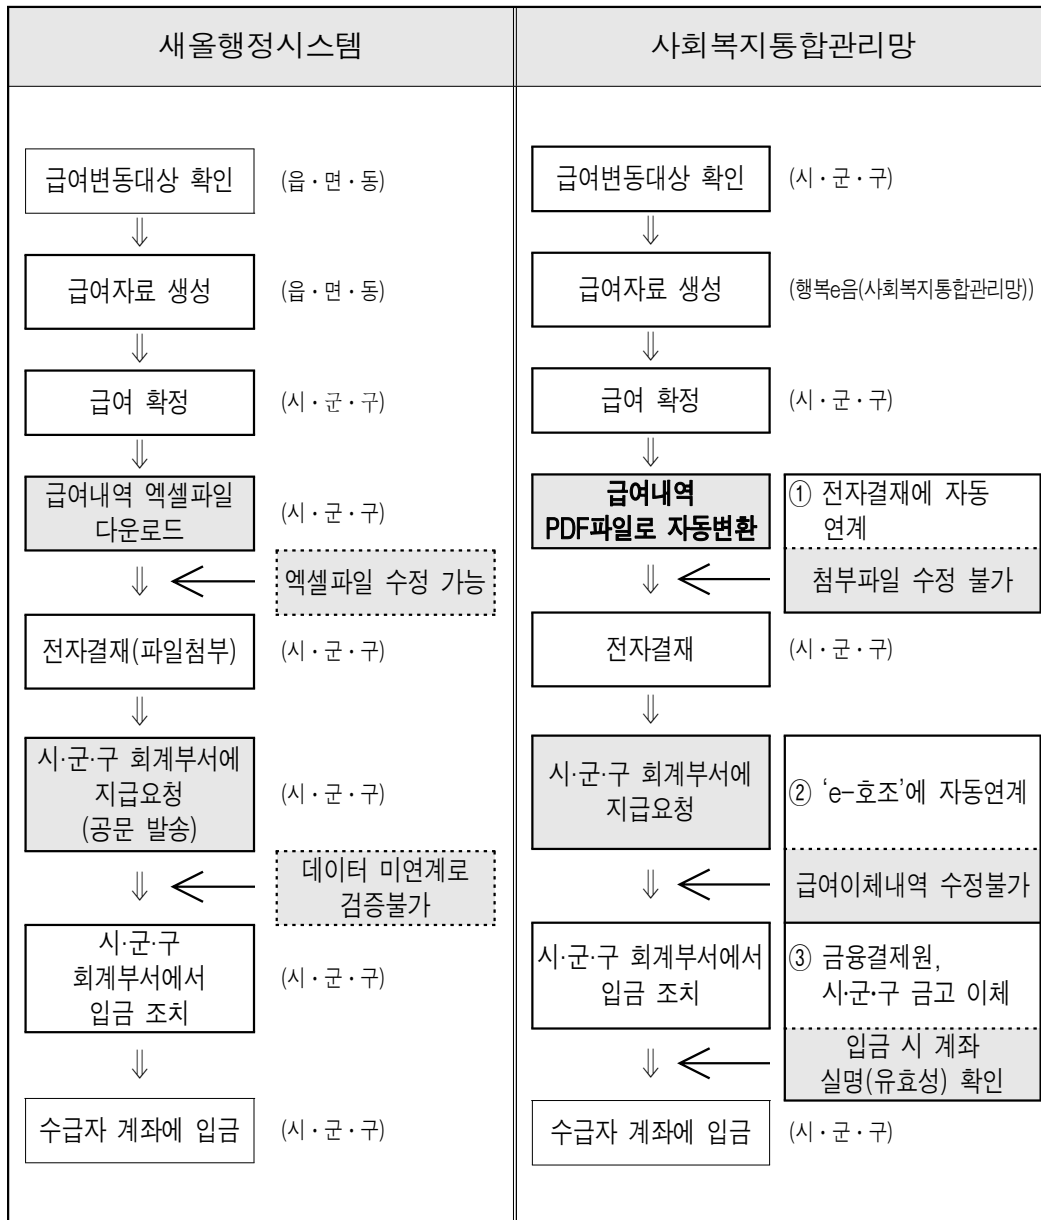 새올행정시스템
급여변동대상 확인
(읍·면·동)
⇓
급여자료 생성
(읍·면·동)
⇓
급여 확정
(시·군·구)
⇓
급여내역 엑셀파일
다운로드
(시·군·구)
⇓
엑셀파일 수정 가능
전자결재(파일첨부)
(시·군·구)
⇓
시·군·구 회계부서에
지급요청
(공문 발송)
(시·군·구)
⇓
데이터 미연계로
검증불가
시·군·구
회계부서에서
입금 조치
(시·군·구)
⇓
수급자 계좌에 입금
(시·군·구)
사회복지통합관리망
급여변동대상 확인
(시·군·구)
⇓
급여자료 생성
(행복e음(사회복지통합관리망))
⇓
급여 확정
(시·군·구)
⇓
급여내역
PDF파일로 자동변환
① 전자결재에 자동
연계
⇓
첨부파일 수정 불가
전자결재
(시·군·구)
⇓
시·군·구 회계부서에
지급요청
② ‘e-호조’에 자동연계
⇓
급여이체내역 수정불가
시·군·구 회계부서에서
입금 조치
③ 금융결제원,
시·군·구 금고 이체
⇓
입금 시 계좌
실명(유효성) 확인
수급자 계좌에 입금
(시·군·구)